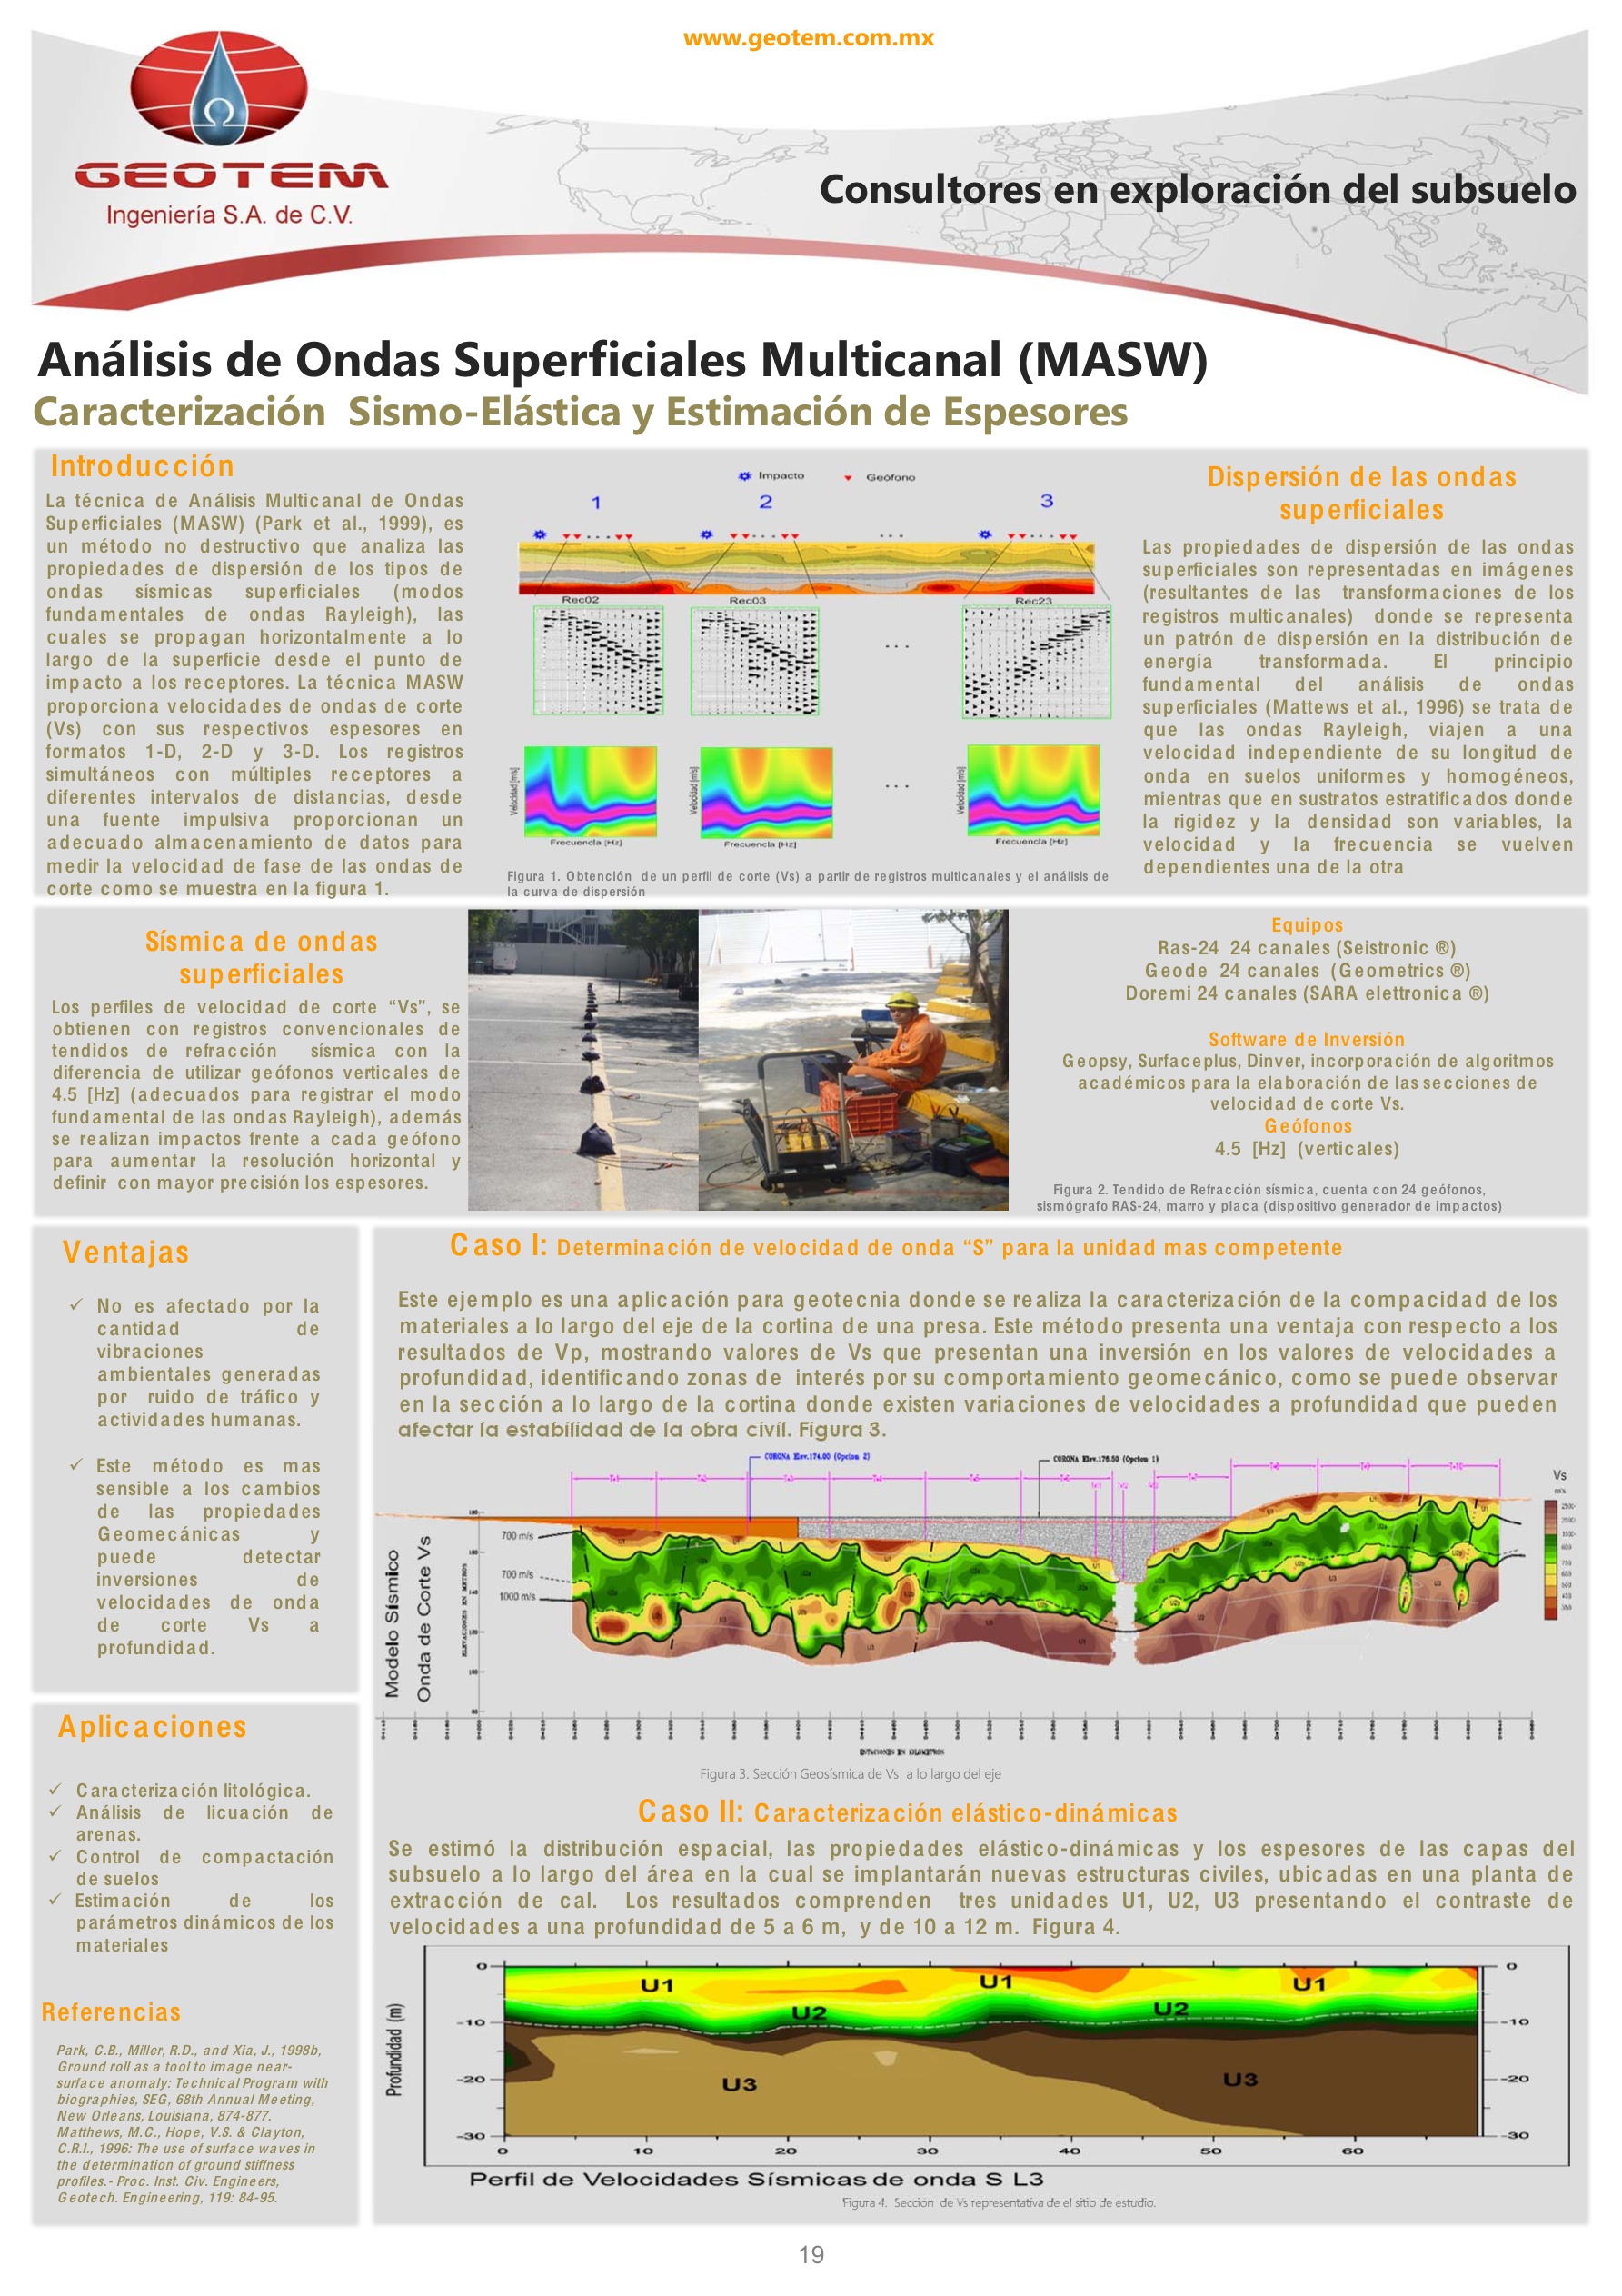 www.geotem.com.mx
GEOTEM
Ingeniería S.A. de C.V.
Consultores en exploración del subsuelo
Análisis de Ondas Superficiales Multicanal (MASW)
Caracterización Sismo-Elástica y Estimación de Espesores
Introducción
La técnica de Análisis Multicanal de Ondas
Superficiales (MASW) (Park et al., 1999), es
un método no destructivo que analiza las
propiedades de dispersión de los tipos de
ondas sísmicas superficiales (modos
fundamentales de ondas Rayleigh), las
cuales se propagan horizontalmente a lo
largo de la superficie desde el punto de
impacto a los receptores. La técnica MASW
proporciona velocidades de ondas de corte
(Vs) con sus respectivos espesores en
formatos 1-D, 2-D y 3-D. Los registros
simultáneos con múltiples receptores a
diferentes intervalos de distancias, desde
una fuente impulsiva proporcionan un
adecuado almacenamiento de datos para
medir la velocidad de fase de las ondas de
corte como se muestra en la figura 1.
Impacto Geófono
1 2 3
Rec02 Rec03 Rec23
Velocidad [m/s] Velocidad [m/s] Velocidad [m/s]
Frecuencia [Hz] Frecuencia [Hz] Frecuencia [Hz]
Figura 1. Obtención de un perfil de corte (Vs) a partir de registros multicanales y el análisis de
la curva de dispersión
Dispersión de las ondas
superficiales
Las propiedades de dispersión de las ondas
superficiales son representadas en imágenes
(resultantes de las transformaciones de los
registros multicanales) donde se representa
un patrón de dispersión en la distribución de
energía transformada. El principio
fundamental del análisis de ondas
superficiales (Mattews et al., 1996) se trata de
que las ondas Rayleigh, viajen a una
velocidad independiente de su longitud de
onda en suelos uniformes y homogéneos,
mientras que en sustratos estratificados donde
la rigidez y la densidad son variables, la
velocidad y la frecuencia se vuelven
dependientes una de la otra
Sísmica de ondas
superficiales
Los perfiles de velocidad de corte “Vs”, se
obtienen con registros convencionales de
tendidos de refracción sísmica con la
diferencia de utilizar geófonos verticales de
4.5 [Hz] (adecuados para registrar el modo
fundamental de las ondas Rayleigh), además
se realizan impactos frente a cada geófono
para aumentar la resolución horizontal y
definir con mayor precisión los espesores.
Equipos
Ras-24 24 canales (Seistronic ®)
Geode 24 canales (Geometrics ®)
Doremi 24 canales (SARA elettronica ®)
Software de Inversión
Geopsy, Surfaceplus, Dinver, incorporación de algoritmos
académicos para la elaboración de las secciones de
velocidad de corte Vs.
Geófonos
4.5 [Hz] (verticales)
Figura 2. Tendido de Refracción sísmica, cuenta con 24 geófonos,
sismógrafo RAS-24, marro y placa (dispositivo generador de impactos)
Ventajas
✓ No es afectado por la
cantidad de
vibraciones
ambientales generadas
por ruido de tráfico y
actividades humanas.
✓ Este método es mas
sensible a los cambios
de las propiedades
Geomecánicas y
puede detectar
inversiones de
velocidades de onda
de corte Vs a
profundidad.
Aplicaciones
✓ Caracterización litológica.
✓ Análisis de licuación de
arenas.
✓ Control de compactación
de suelos
✓ Estimación de los
parámetros dinámicos de los
materiales
Referencias
Park, C.B., Miller, R.D., and Xia, J., 1998b,
Ground roll as a tool to image near-
surface anomaly: Technical Program with
biographies, SEG, 68th Annual Meeting,
New Orleans, Louisiana, 874-877.
Matthews, M.C., Hope, V.S. & Clayton,
C.R.I., 1996: The use of surface waves in
the determination of ground stiffness
profiles.- Proc. Inst. Civ. Engineers,
Geotech. Engineering, 119: 84-95.
Caso I: Determinación de velocidad de onda “S” para la unidad mas competente
Este ejemplo es una aplicación para geotecnia donde se realiza la caracterización de la compacidad de los
materiales a lo largo del eje de la cortina de una presa. Este método presenta una ventaja con respecto a los
resultados de Vp, mostrando valores de Vs que presentan una inversión en los valores de velocidades a
profundidad, identificando zonas de interés por su comportamiento geomecánico, como se puede observar
en la sección a lo largo de la cortina donde existen variaciones de velocidades a profundidad que pueden
afectar la estabilidad de la obra civil. Figura 3.
CORONA Elev.174.00 (Opcion 2)
CORONA Elev.176.50 (Opcion 1)
Vs
m/s
700 m/s
700 m/s
1000 m/s
Modelo Sísmico
Onda de Corte Vs
ELEVACIONES EN METROS
ESTACIONES EN KILOMETROS
Figura 3. Sección Geosísmica de Vs a lo largo del eje
Caso II: Caracterización elástico-dinámicas
Se estimó la distribución espacial, las propiedades elástico-dinámicas y los espesores de las capas del
subsuelo a lo largo del área en la cual se implantarán nuevas estructuras civiles, ubicadas en una planta de
extracción de cal. Los resultados comprenden tres unidades U1, U2, U3 presentando el contraste de
velocidades a una profundidad de 5 a 6 m, y de 10 a 12 m. Figura 4.
Profundidad (m)
0 0
U1 U1 U1
U2 U2
-10 -10
-20 -20
U3 U3
-30 -30
0 10 20 30 40 50 60
Perfil de Velocidades Sísmicas de onda S L3
Figura 4. Sección de Vs representativa de el sitio de estudio.
19